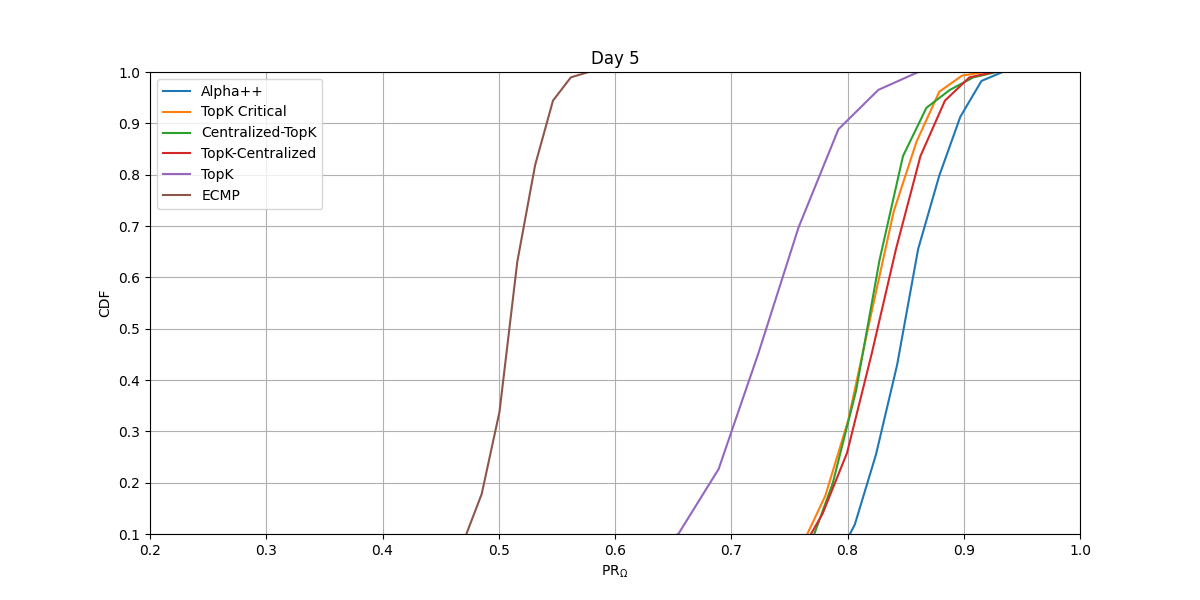 Day 5
1.0
0.9
0.8
0.7
0.6
0.5
0.4
0.3
0.2
0.1
CDF
Alpha++
TopK Critical
Centralized-TopK
TopK-Centralized
TopK
ECMP
0.2 0.3 0.4 0.5 0.6 0.7 0.8 0.9 1.0
PR_Ω